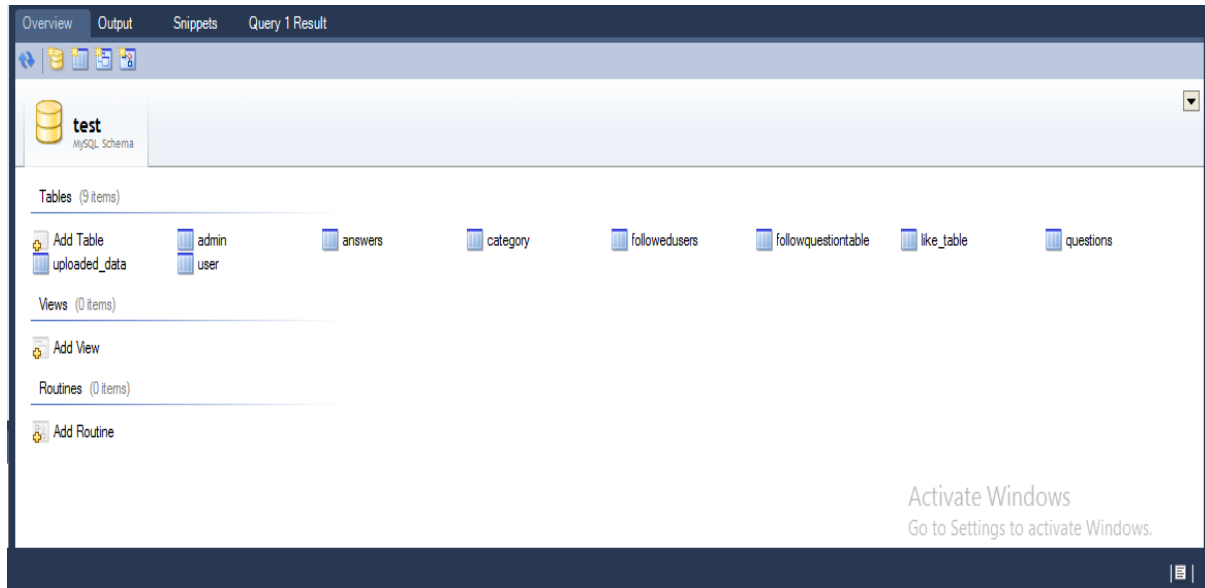 Overview Output Snippets Query 1 Result
test
MySQL Schema
Tables (9 items)
Add Table admin answers category followedusers followquestiontable like_table questions
uploaded_data user
Views (0 items)
Add View
Routines (0 items)
Add Routine
Activate Windows
Go to Settings to activate Windows.